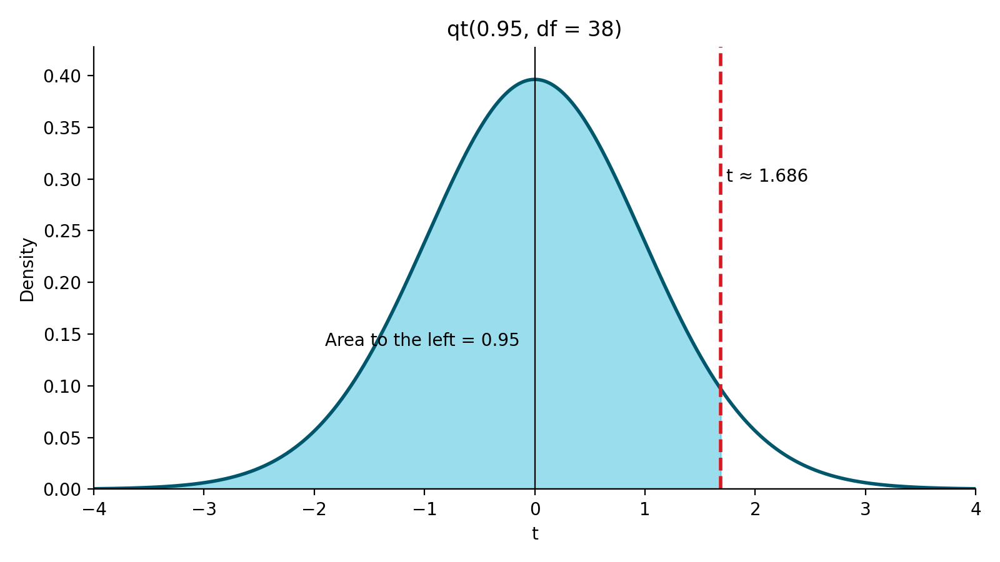 qt(0.95, df = 38)
0.40
0.35
0.30
0.25
0.20
0.15
0.10
0.05
0.00
Density
t ≈ 1.686
Area to the left = 0.95
−4 −3 −2 −1 0 1 2 3 4
t